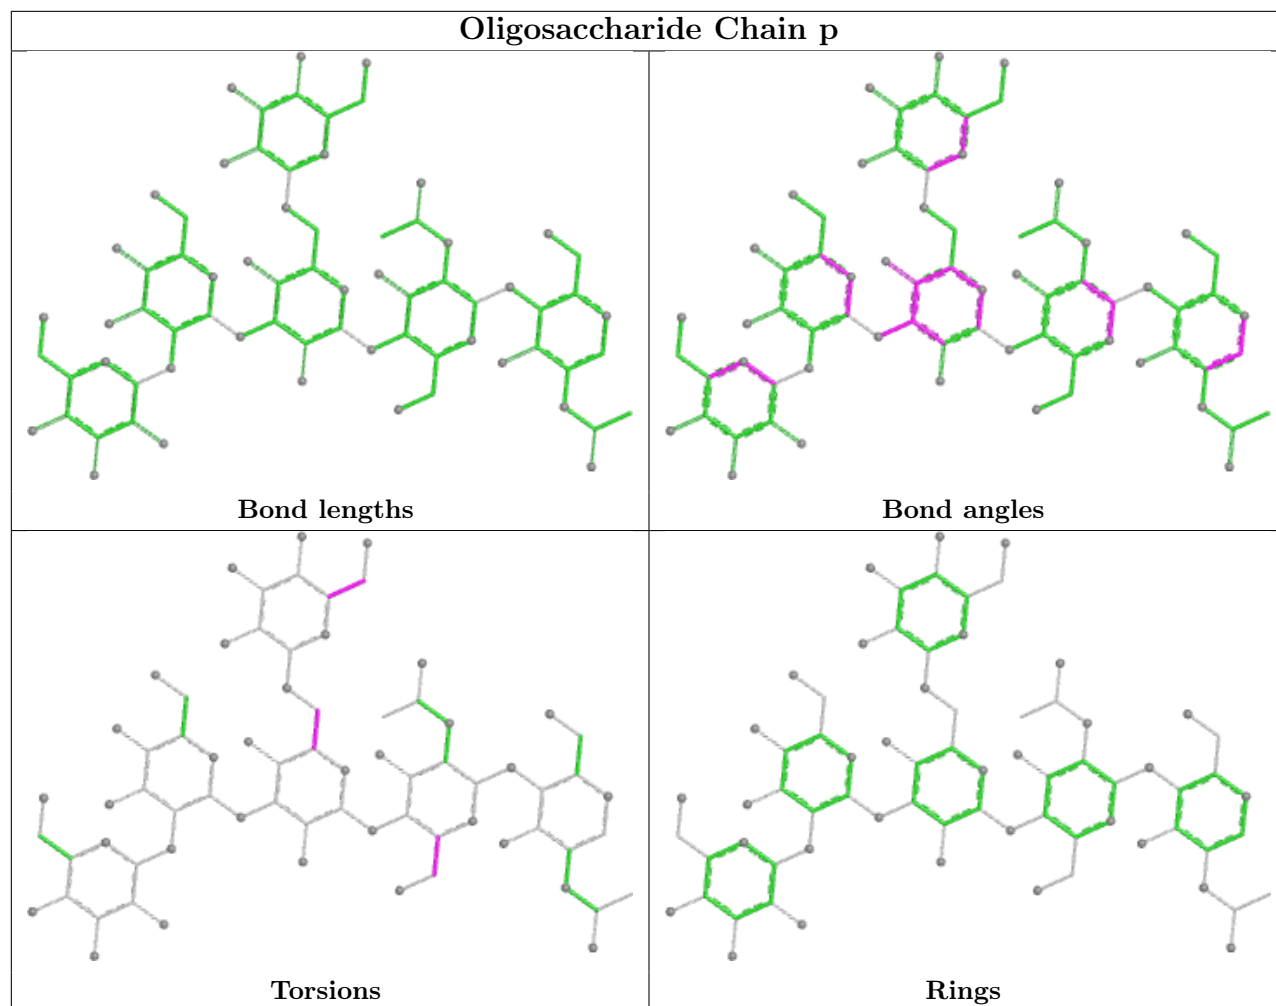 Oligosaccharide Chain p
Bond lengths
Bond angles
Torsions
Rings